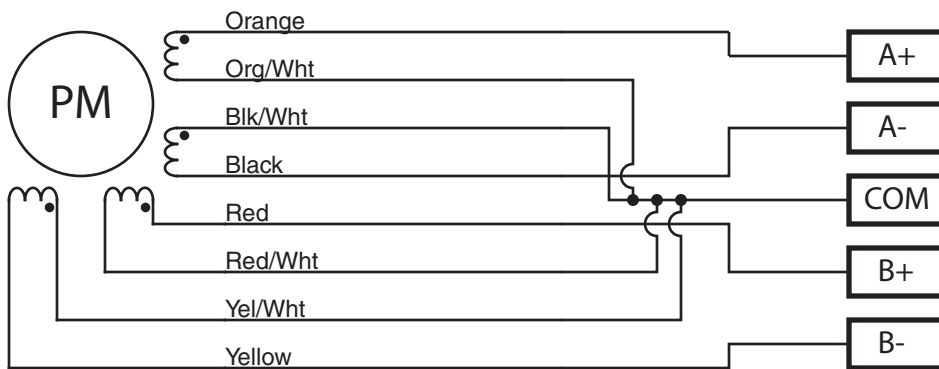 Orange
A+
Org/Wht
PM
Blk/Wht
A-
Black
COM
Red
Red/Wht
B+
Yel/Wht
Yellow
B-